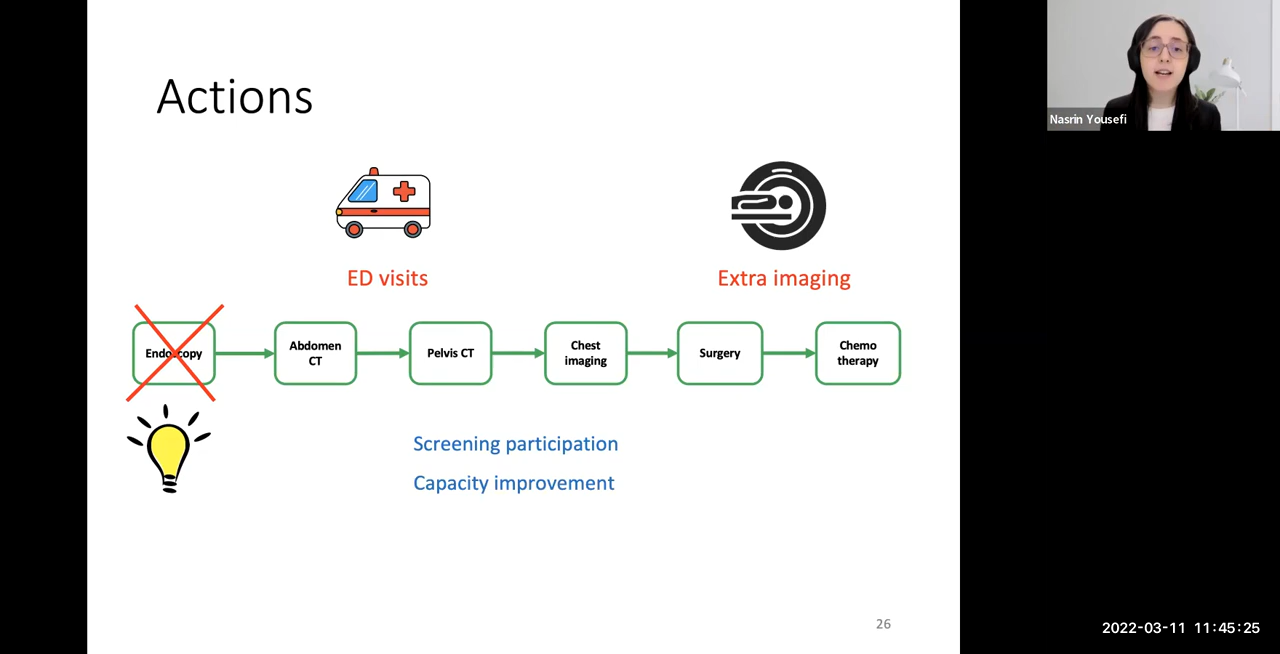 Actions
Nasrin Yousefi
ED visits
Extra imaging
Endoscopy
Abdomen
CT
Pelvis CT
Chest
imaging
Surgery
Chemo
therapy
Screening participation
Capacity improvement
26
2022-03-11 11:45:25